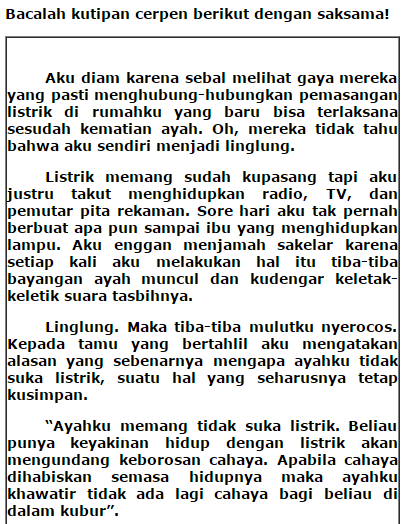 Bacalah kutipan cerpen berikut dengan saksama!
Aku diam karena sebal melihat gaya mereka
yang pasti menghubung-hubungkan pemasangan
listrik di rumahku yang baru bisa terlaksana
sesudah kematian ayah. Oh, mereka tidak tahu
bahwa aku sendiri menjadi linglung.
Listrik memang sudah kupasang tapi aku
justru takut menghidupkan radio, TV, dan
pemutar pita rekaman. Sore hari aku tak pernah
berbuat apa pun sampai ibu yang menghidupkan
lampu. Aku enggan menjamah sakelar karena
setiap kali aku melakukan hal itu tiba-tiba
bayangan ayah muncul dan kudengar keletak-
keletik suara tasbihnya.
Linglung. Maka tiba-tiba mulutku nyerocos.
Kepada tamu yang bertahlil aku mengatakan
alasan yang sebenarnya mengapa ayahku tidak
suka listrik, suatu hal yang seharusnya tetap
kusimpan.
“Ayahku memang tidak suka listrik. Beliau
punya keyakinan hidup dengan listrik akan
mengundang keborosan cahaya. Apabila cahaya
dihabiskan semasa hidupnya maka ayahku
khawatir tidak ada lagi cahaya bagi beliau di
dalam kubur”.